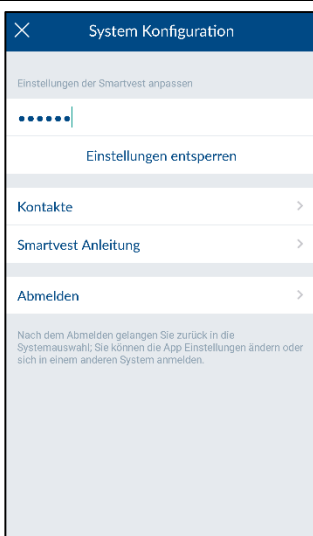 System Konfiguration
Einstellungen der Smartvest anpassen
••••••
Einstellungen entsperren
Kontakte
Smartvest Anleitung
Abmelden
Nach dem Abmelden gelangen Sie zurück in die
Systemauswahl; Sie können die App Einstellungen ändern oder
sich in einem anderen System anmelden.